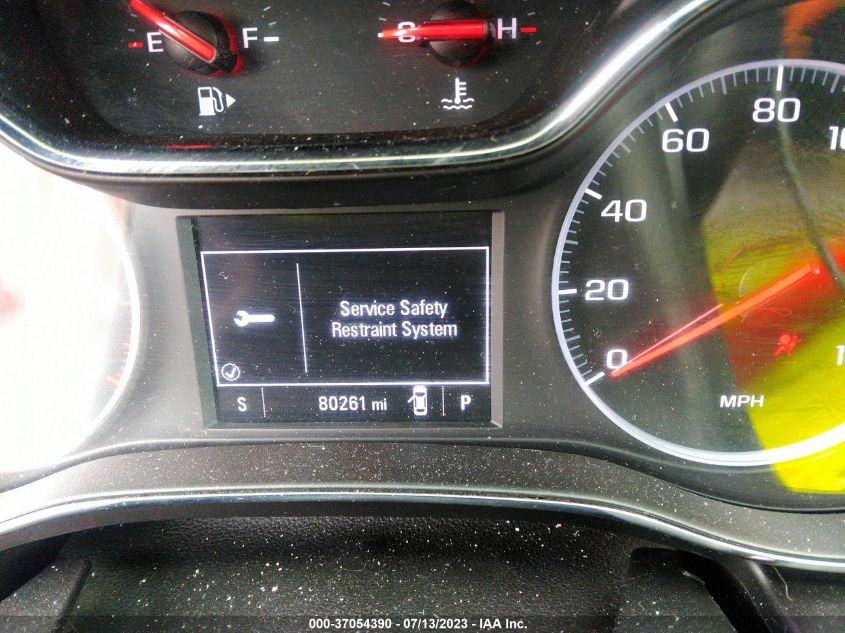 E F
C H
60
80
40
20
0
MPH
Service Safety
Restraint System
S 80261 mi P
000-37054390 - 07/13/2023 - IAA Inc.